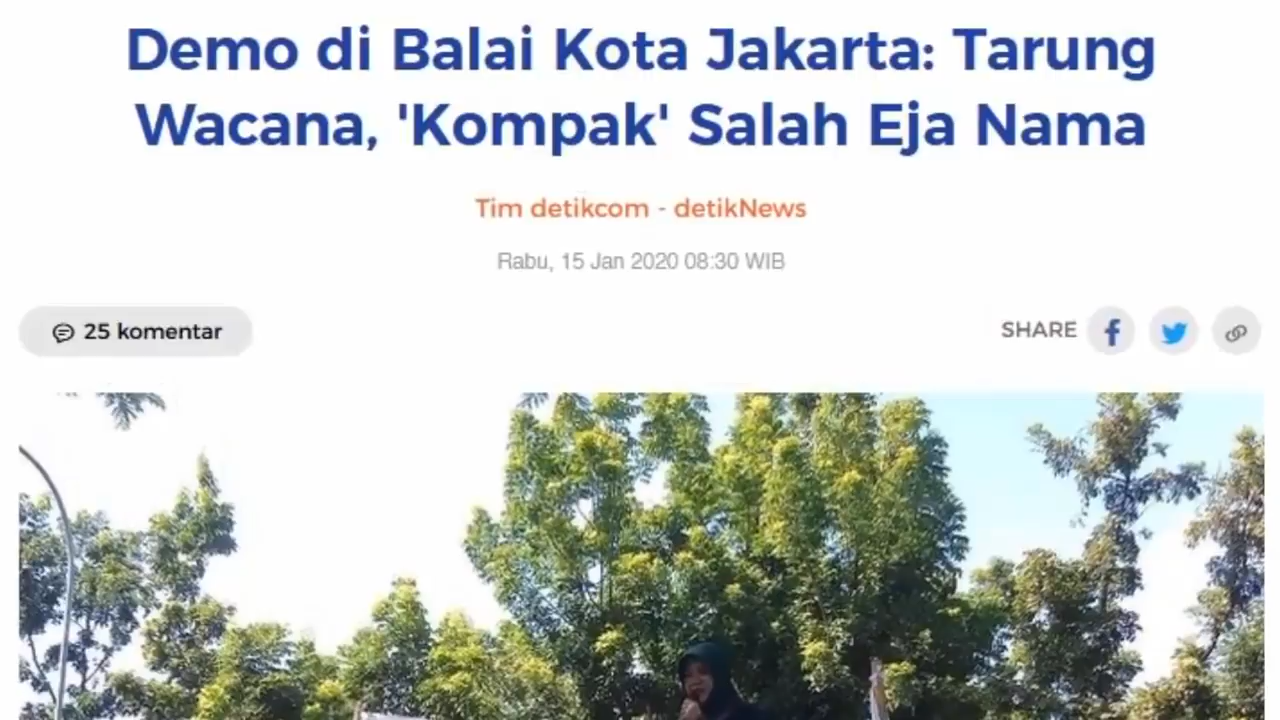 Demo di Balai Kota Jakarta: Tarung
Wacana, 'Kompak' Salah Eja Nama
Tim detikcom - detikNews
Rabu, 15 Jan 2020 08:30 WIB
25 komentar
SHARE